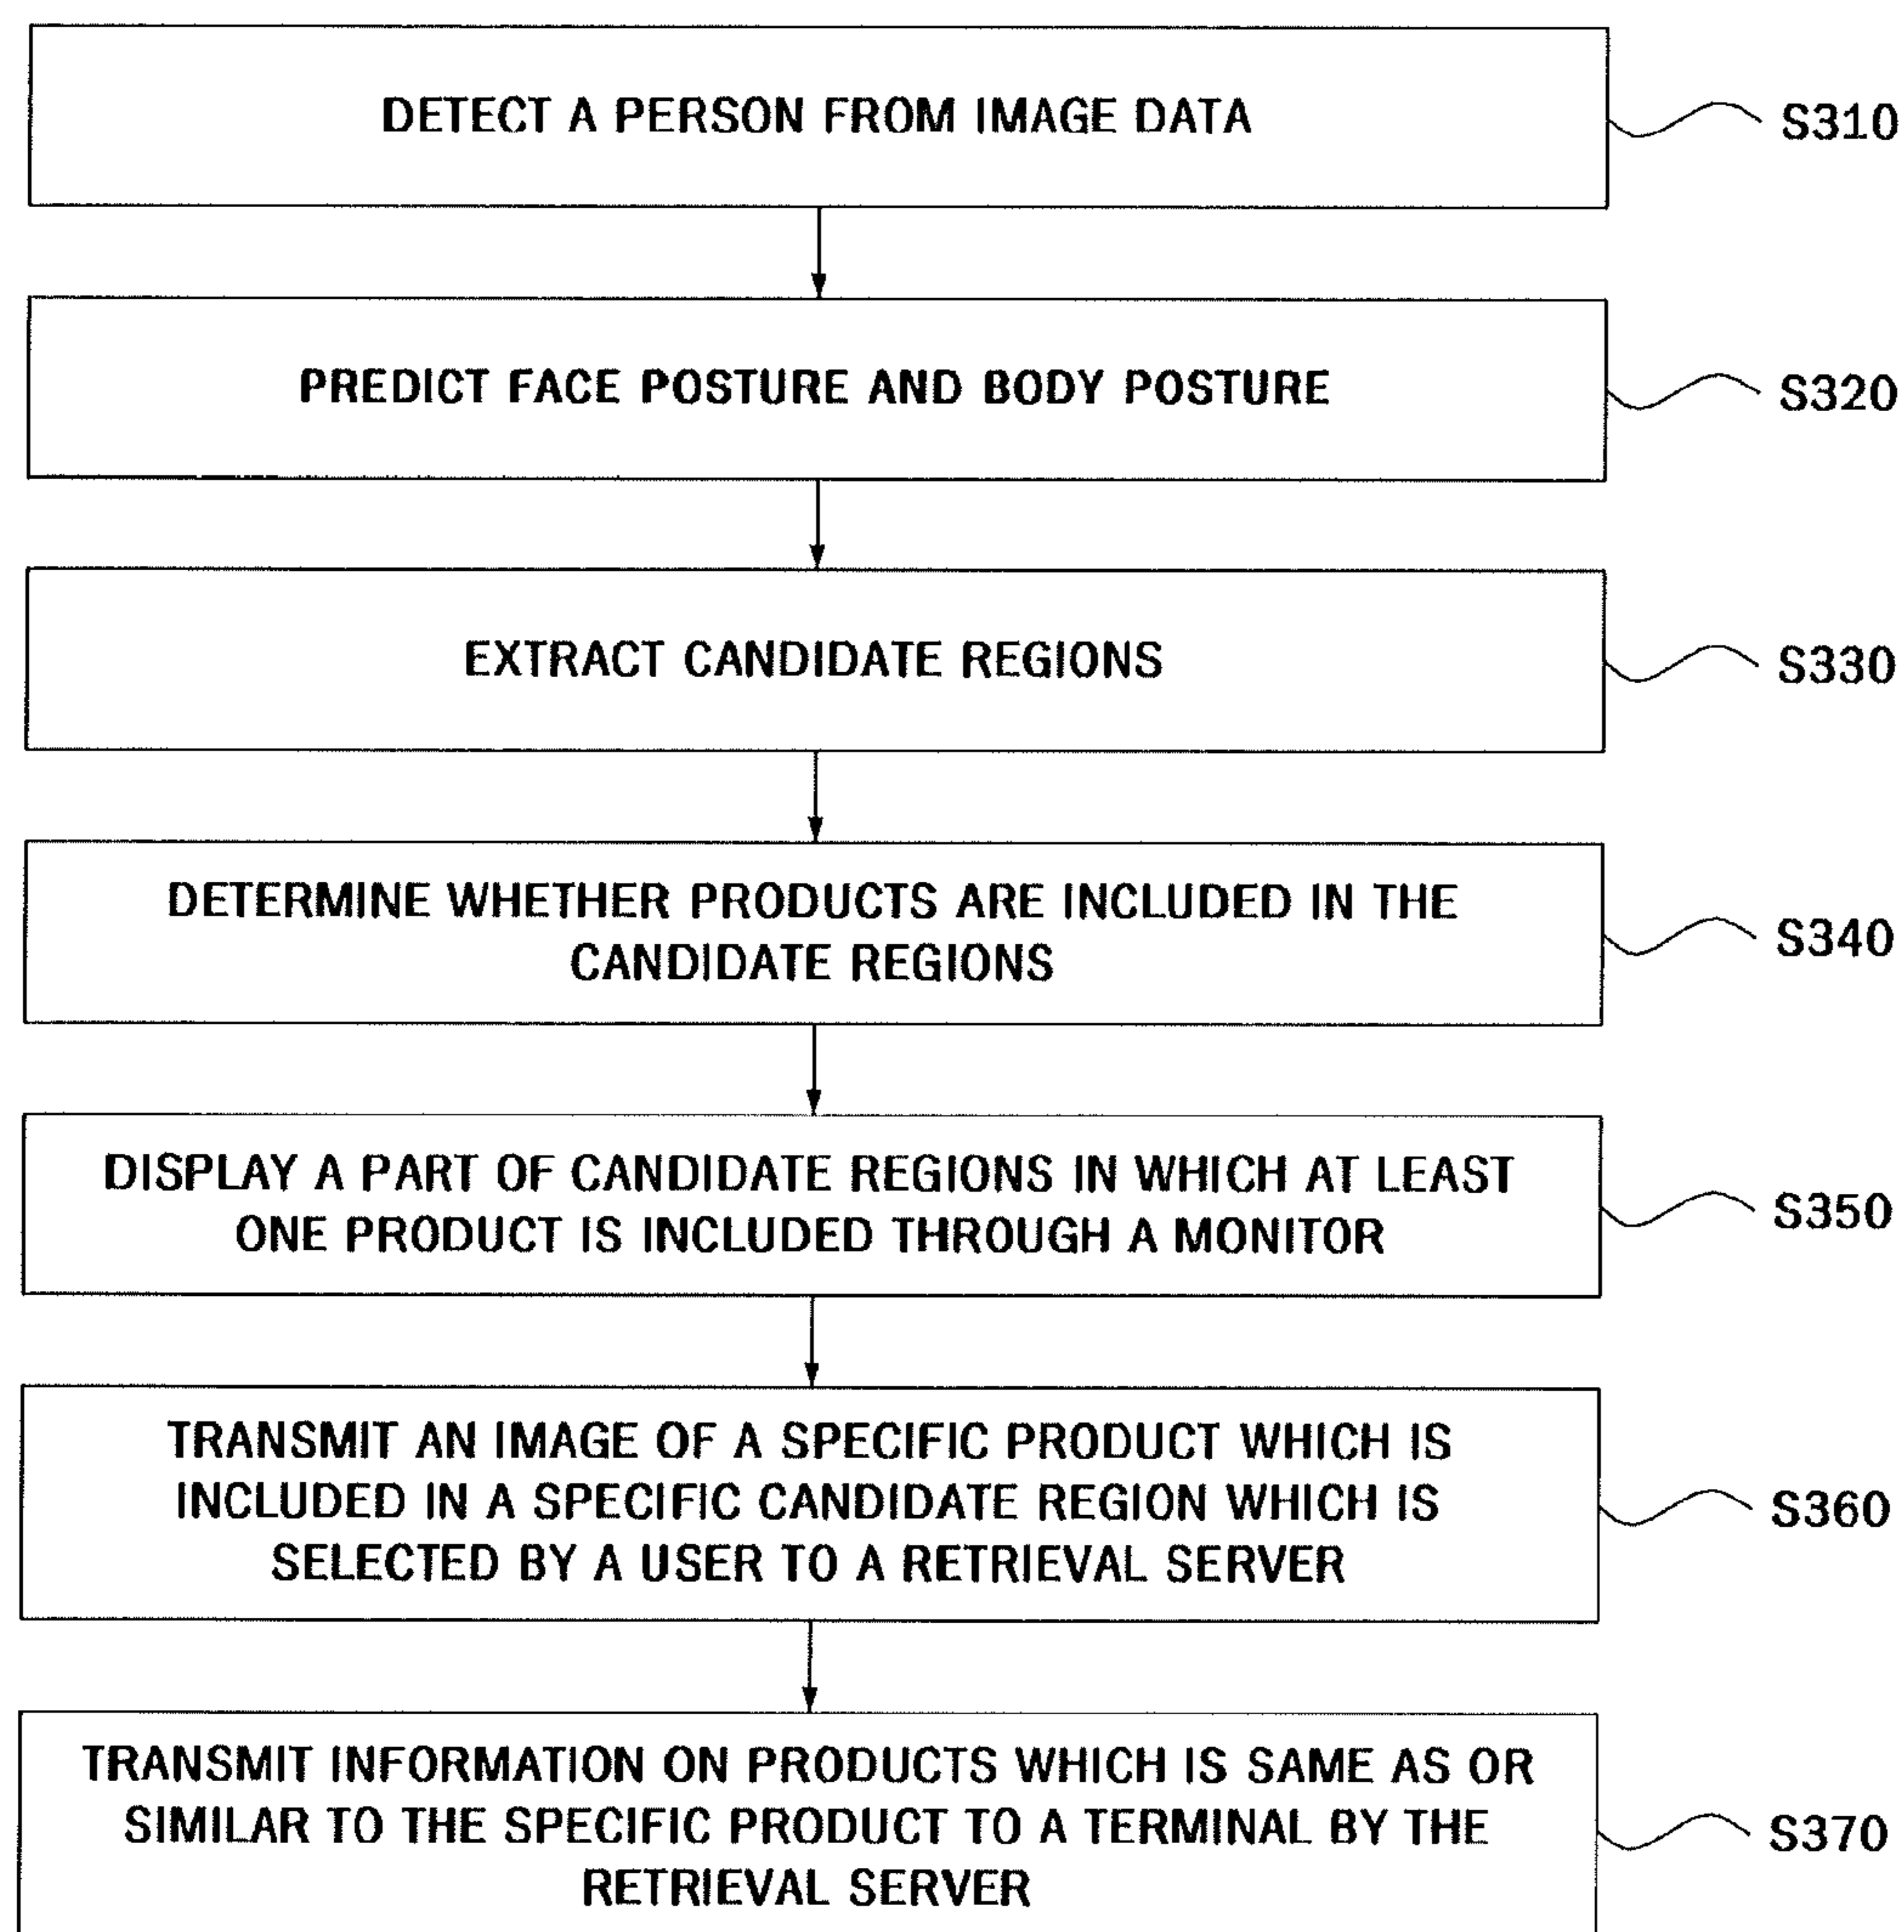 DETECT A PERSON FROM IMAGE DATA
S310
PREDICT FACE POSTURE AND BODY POSTURE
S320
EXTRACT CANDIDATE REGIONS
S330
DETERMINE WHETHER PRODUCTS ARE INCLUDED IN THE
CANDIDATE REGIONS
S340
DISPLAY A PART OF CANDIDATE REGIONS IN WHICH AT LEAST
ONE PRODUCT IS INCLUDED THROUGH A MONITOR
S350
TRANSMIT AN IMAGE OF A SPECIFIC PRODUCT WHICH IS
INCLUDED IN A SPECIFIC CANDIDATE REGION WHICH IS
SELECTED BY A USER TO A RETRIEVAL SERVER
S360
TRANSMIT INFORMATION ON PRODUCTS WHICH IS SAME AS OR
SIMILAR TO THE SPECIFIC PRODUCT TO A TERMINAL BY THE
RETRIEVAL SERVER
S370